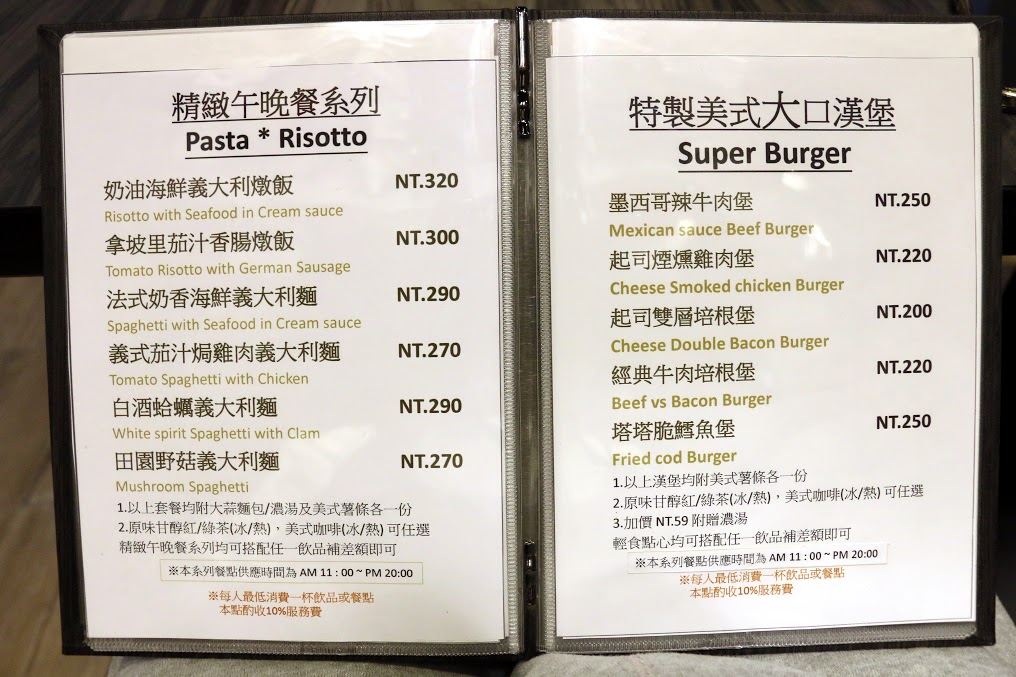 精緻午晚餐系列
Pasta * Risotto
奶油海鮮義大利燉飯 NT.320
Risotto with Seafood in Cream sauce
拿坡里茄汁香腸燉飯 NT.300
Tomato Risotto with German Sausage
法式奶香海鮮義大利麵 NT.290
Spaghetti with Seafood in Cream sauce
義式茄汁焗雞肉義大利麵 NT.270
Tomato Spaghetti with Chicken
白酒蛤蠣義大利麵 NT.290
White spirit Spaghetti with Clam
田園野菇義大利麵 NT.270
Mushroom Spaghetti
1.以上套餐均附大蒜麵包/濃湯及美式薯條各一份
2.原味甘醇紅/綠茶(冰/熱)，美式咖啡(冰/熱) 可任選
精緻午晚餐系列均可搭配任一飲品補差額即可
※本系列餐點供應時間為 AM 11：00 ~ PM 20:00
※每人最低消費一杯飲品或餐點
本點酌收10%服務費
特製美式大口漢堡
Super Burger
墨西哥辣牛肉堡 NT.250
Mexican sauce Beef Burger
起司煙燻雞肉堡 NT.220
Cheese Smoked chicken Burger
起司雙層培根堡 NT.200
Cheese Double Bacon Burger
經典牛肉培根堡 NT.220
Beef vs Bacon Burger
塔塔脆鱈魚堡 NT.250
Fried cod Burger
1.以上漢堡均附美式薯條各一份
2.原味甘醇紅/綠茶(冰/熱)，美式咖啡(冰/熱)可任選
3.加價 NT.59 附贈濃湯
輕食點心均可搭配任一飲品補差額即可
※本系列餐點供應時間為 AM 11：00 ~ PM 20:00
※每人最低消費一杯飲品或餐點
本點酌收10%服務費